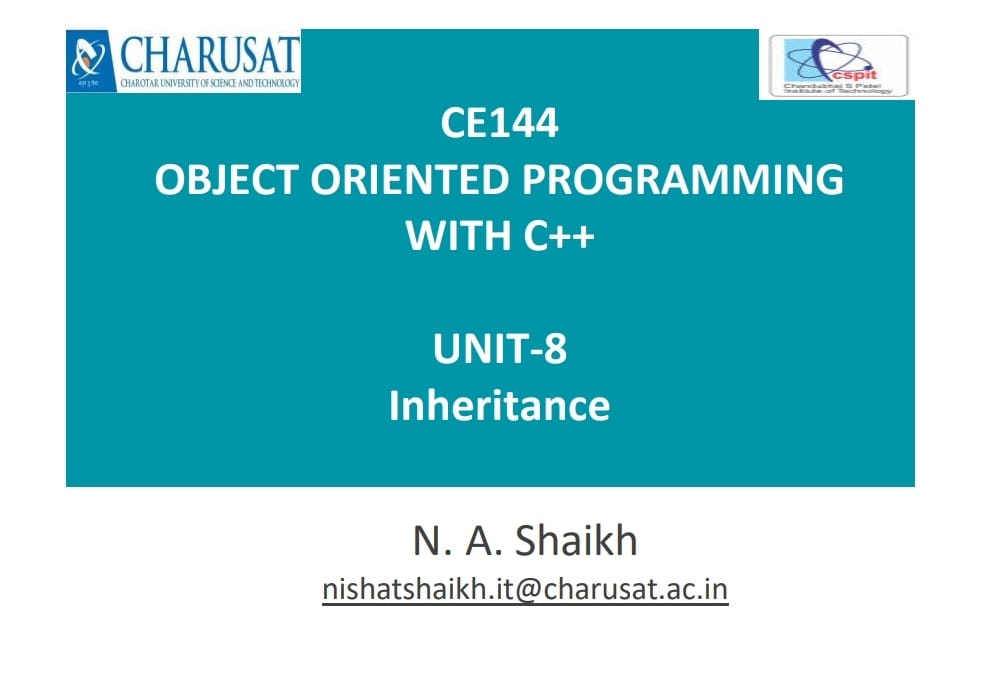 CHARUSAT
CHAROTAR UNIVERSITY OF SCIENCE AND TECHNOLOGY
cspit
Chandubhai S Patel
Institute of Technology
CE144
OBJECT ORIENTED PROGRAMMING
WITH C++
UNIT-8
Inheritance
N. A. Shaikh
nishatshaikh.it@charusat.ac.in